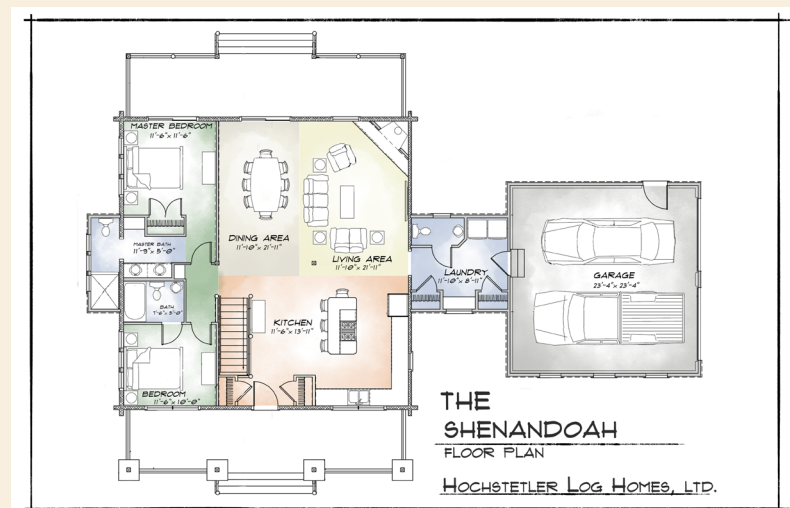 MASTER BEDROOM
11'-6" x 11'-6"
DINING AREA
11'-10" x 21'-11"
LIVING AREA
11'-10" x 21'-11"
MASTER BATH
11'-3" x 5'-0"
BATH
7'-6" x 5'-0"
LAUNDRY
11'-10" x 8'-11"
GARAGE
23'-4" x 23'-4"
KITCHEN
11'-6" x 13'-11"
BEDROOM
11'-6" x 10'-0"
THE
SHENANDOAH
FLOOR PLAN
HOCHSTETLER LOG HOMES, LTD.